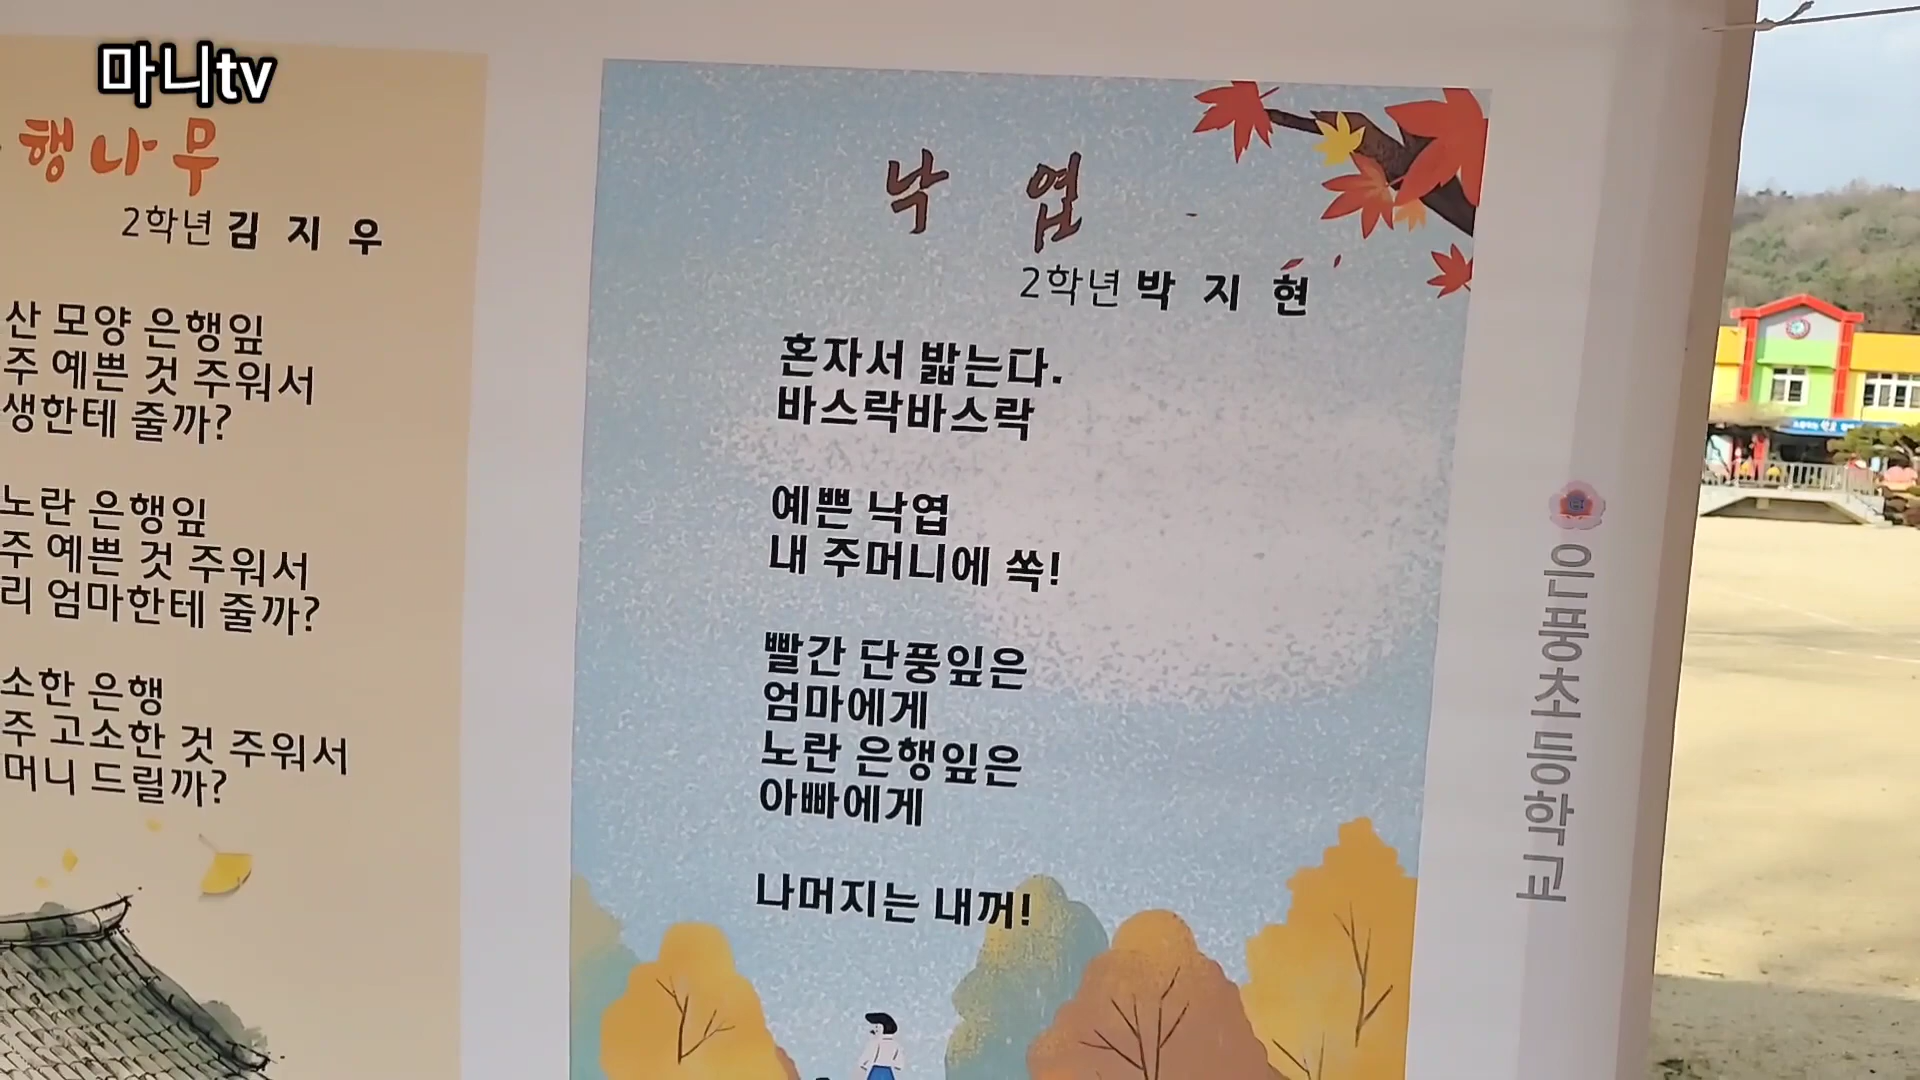 마니tv
행나무
2학년 김 지 우
산 모양 은행잎
주 예쁜 것 주워서
생한테 줄까?
노란 은행잎
주 예쁜 것 주워서
리 엄마한테 줄까?
소한 은행
주 고소한 것 주워서
머니 드릴까?
낙 엽
2학년 박 지 현
혼자서 밟는다.
바스락바스락
예쁜 낙엽
내 주머니에 쏙!
빨간 단풍잎은
엄마에게
노란 은행잎은
아빠에게
나머지는 내꺼!
은풍초등학교